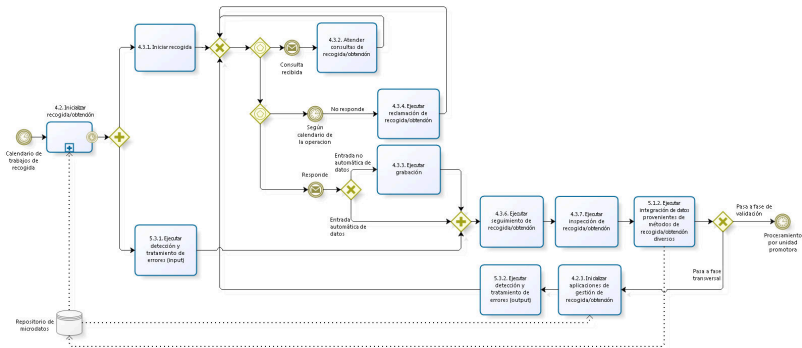 4.3.1. Iniciar recogida
4.3.2. Atender
consultas de
recogida/obtención
Consulta
recibida
4.2. Inicializar
recogida/obtención
Calendario de
trabajos de
recogida
No responde
Según
calendario de
la operacion
4.3.4. Ejecutar
reclamación de
recogida/obtención
Entrada no
automática de
datos
4.3.3. Ejecutar
grabación
Responde
Entrada
automática de
datos
5.3.1. Ejecutar
detección y
tratamiento de
errores (input)
4.3.6. Ejecutar
seguimiento de
recogida/obtención
4.3.7. Ejecutar
inspección de
recogida/obtención
5.1.2. Ejecutar
integración de datos
provenientes de
métodos de
recogida/obtención
diversos
Pasa a fase de
validación
Procesamiento
por unidad
promotora
Pasa a fase
transversal
5.3.2. Ejecutar
detección y
tratamiento de
errores (output)
4.2.3. Inicializar
aplicaciones de
gestión de
recogida/obtención
Repositorio de
microdatos